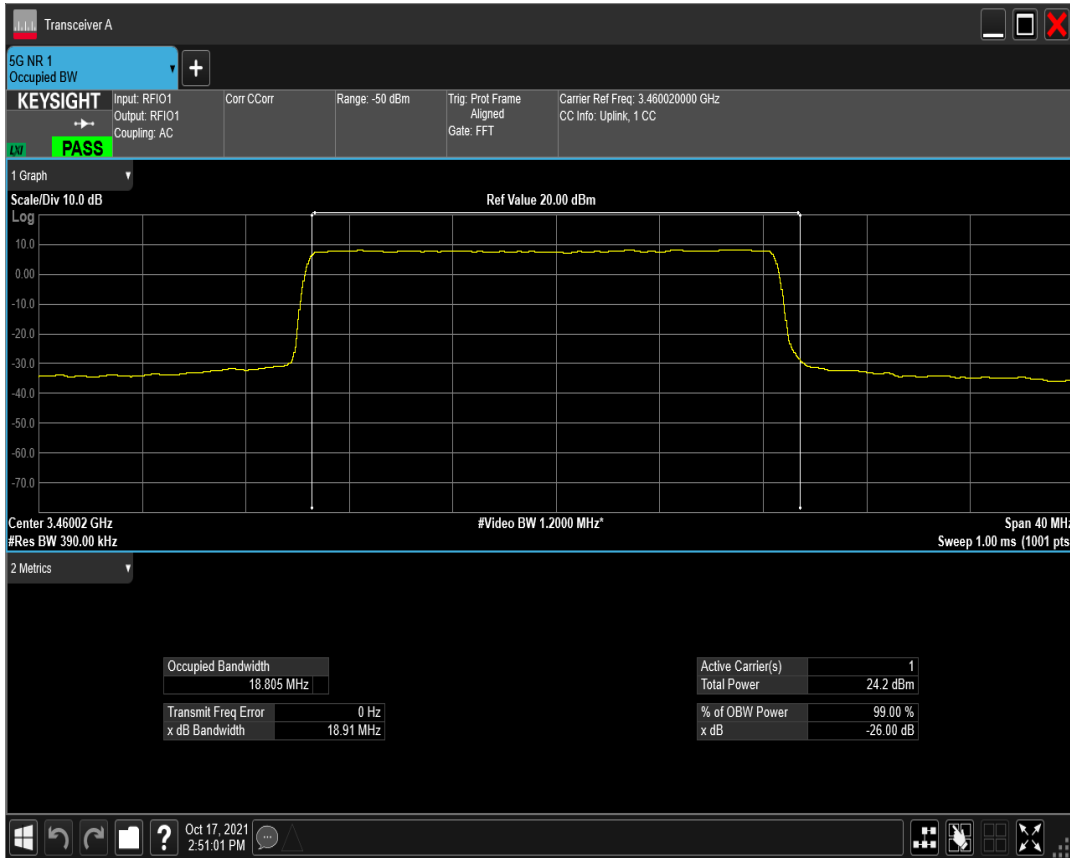 Transceiver A
5G NR 1
Occupied BW
KEYSIGHT
LXI
PASS
Input: RFIO1
Output: RFIO1
Coupling: AC
Corr CCorr
Range: -50 dBm
Trig: Prot Frame
Aligned
Gate: FFT
Carrier Ref Freq: 3.460020000 GHz
CC Info: Uplink, 1 CC
1 Graph
Scale/Div 10.0 dB
Ref Value 20.00 dBm
Log
10.0
0.00
-10.0
-20.0
-30.0
-40.0
-50.0
-60.0
-70.0
Center 3.46002 GHz
#Video BW 1.2000 MHz*
Span 40 MHz
#Res BW 390.00 kHz
Sweep 1.00 ms (1001 pts
2 Metrics
Occupied Bandwidth
18.805 MHz
Transmit Freq Error 0 Hz
x dB Bandwidth 18.91 MHz
Active Carrier(s) 1
Total Power 24.2 dBm
% of OBW Power 99.00 %
x dB -26.00 dB
?
Oct 17, 2021
2:51:01 PM